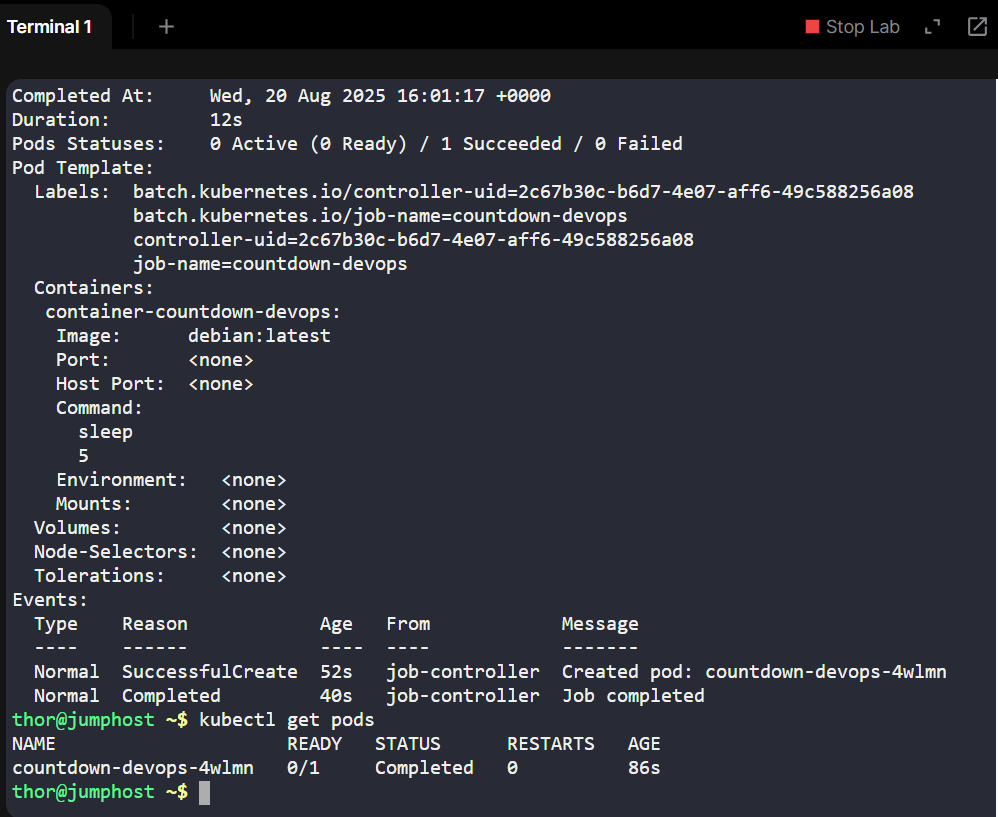 Terminal 1 + Stop Lab
Completed At:     Wed, 20 Aug 2025 16:01:17 +0000
Duration:         12s
Pods Statuses:    0 Active (0 Ready) / 1 Succeeded / 0 Failed
Pod Template:
  Labels:  batch.kubernetes.io/controller-uid=2c67b30c-b6d7-4e07-aff6-49c588256a08
           batch.kubernetes.io/job-name=countdown-devops
           controller-uid=2c67b30c-b6d7-4e07-aff6-49c588256a08
           job-name=countdown-devops
  Containers:
   container-countdown-devops:
    Image:      debian:latest
    Port:       <none>
    Host Port:  <none>
    Command:
      sleep
      5
    Environment:   <none>
    Mounts:        <none>
  Volumes:         <none>
  Node-Selectors:  <none>
  Tolerations:     <none>
Events:
  Type    Reason            Age   From            Message
  ----    ------            ----  ----            -------
  Normal  SuccessfulCreate  52s   job-controller  Created pod: countdown-devops-4wlmn
  Normal  Completed         40s   job-controller  Job completed
thor@jumphost ~$ kubectl get pods
NAME                     READY   STATUS      RESTARTS   AGE
countdown-devops-4wlmn   0/1     Completed   0          86s
thor@jumphost ~$